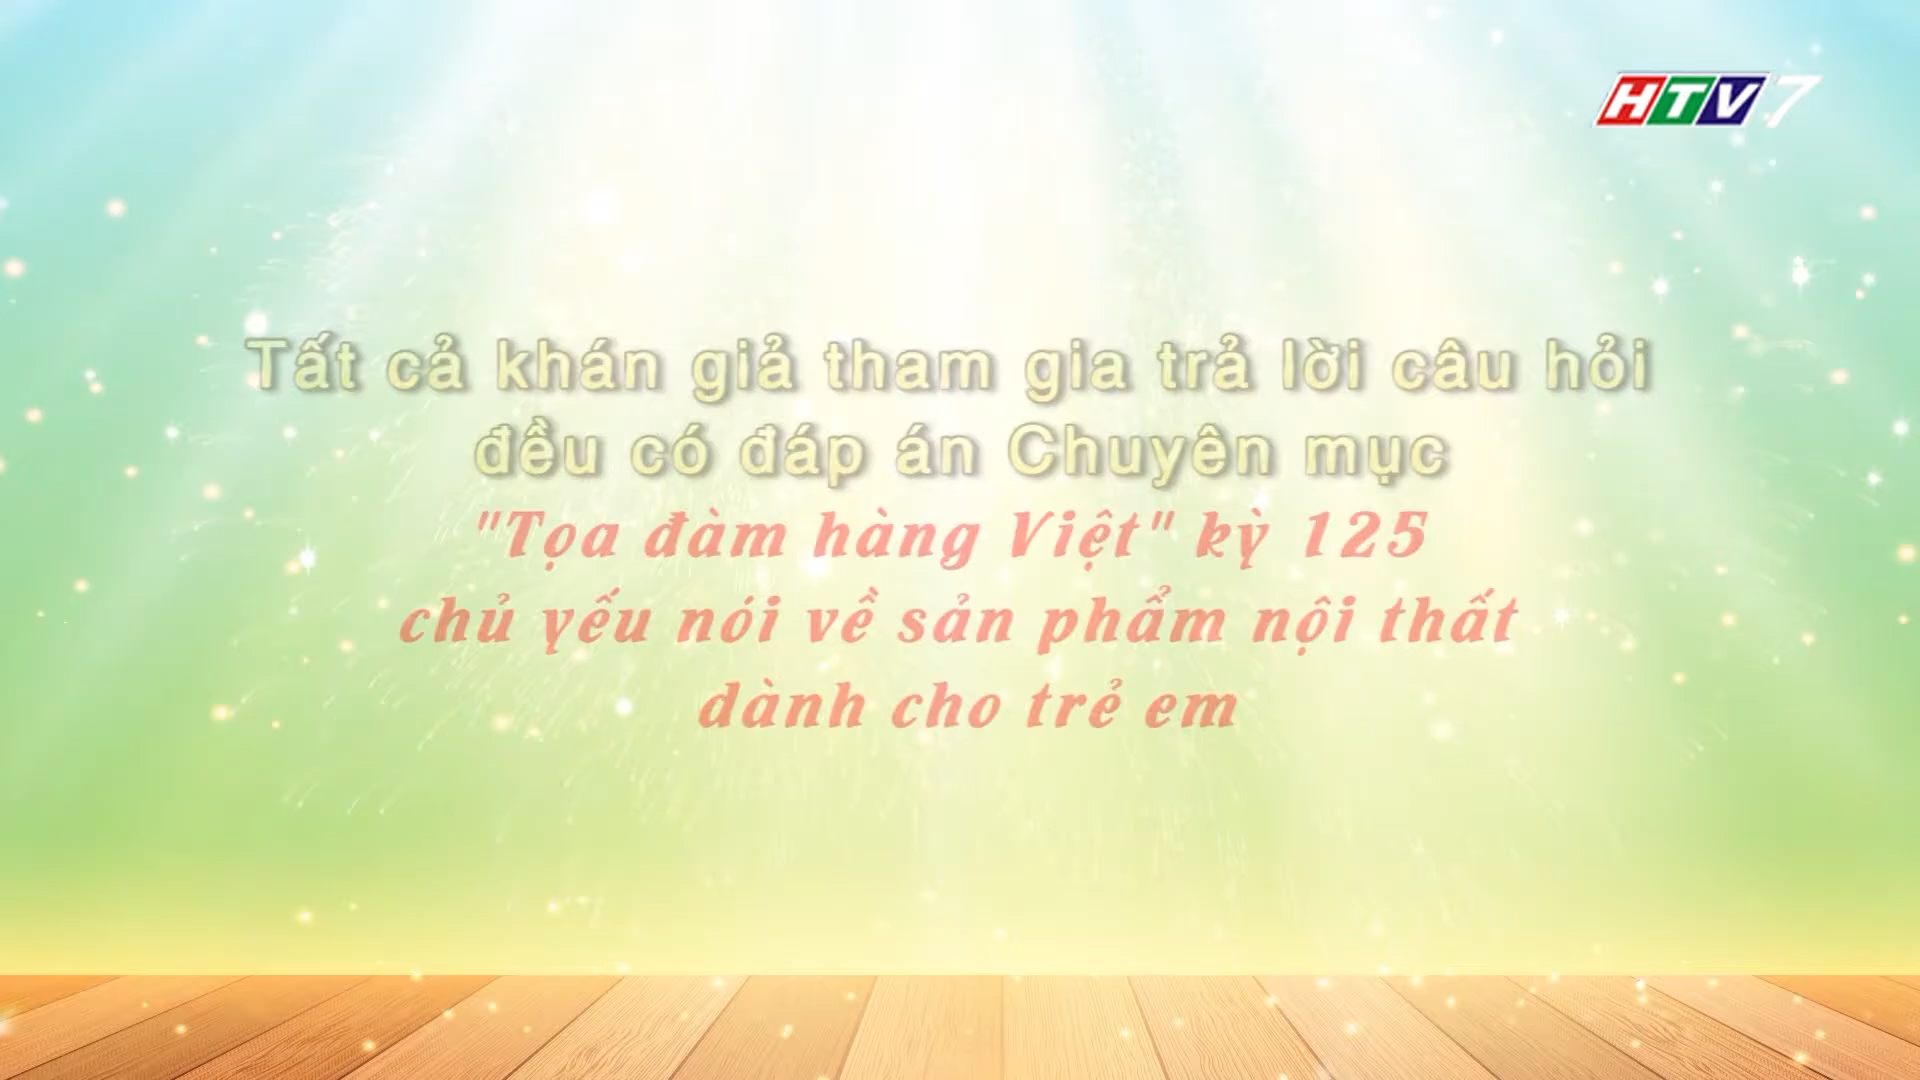 HTV7
Tất cả khán giả tham gia trả lời câu hỏi
đều có đáp án Chuyên mục
"Tọa đàm hàng Việt" kỳ 125
chủ yếu nói về sản phẩm nội thất
dành cho trẻ em